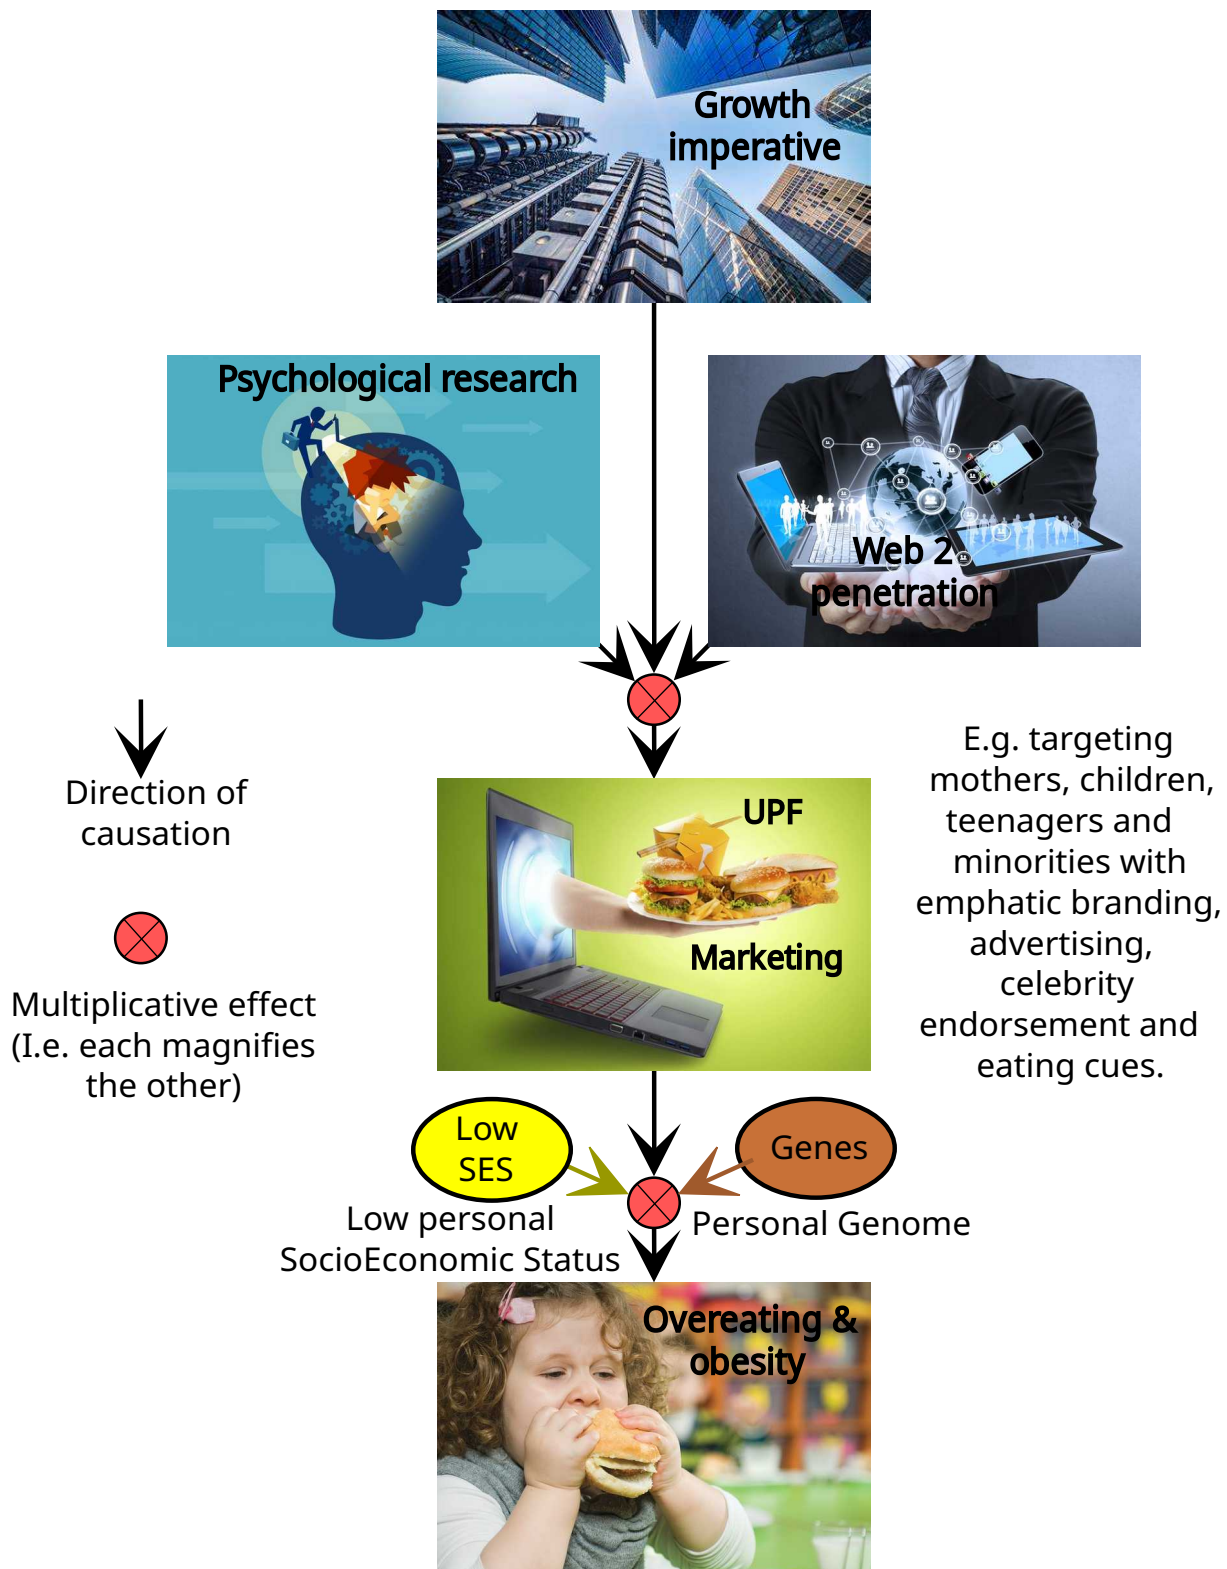 Growth
imperative
Psychological research
Web 2
penetration
Direction of
causation
Multiplicative effect
(I.e. each magnifies
the other)
UPF
Marketing
E.g. targeting
mothers, children,
teenagers and
minorities with
emphatic branding,
advertising,
celebrity
endorsement and
eating cues.
Low
SES
Genes
Low personal
SocioEconomic Status
Personal Genome
Overeating &
obesity